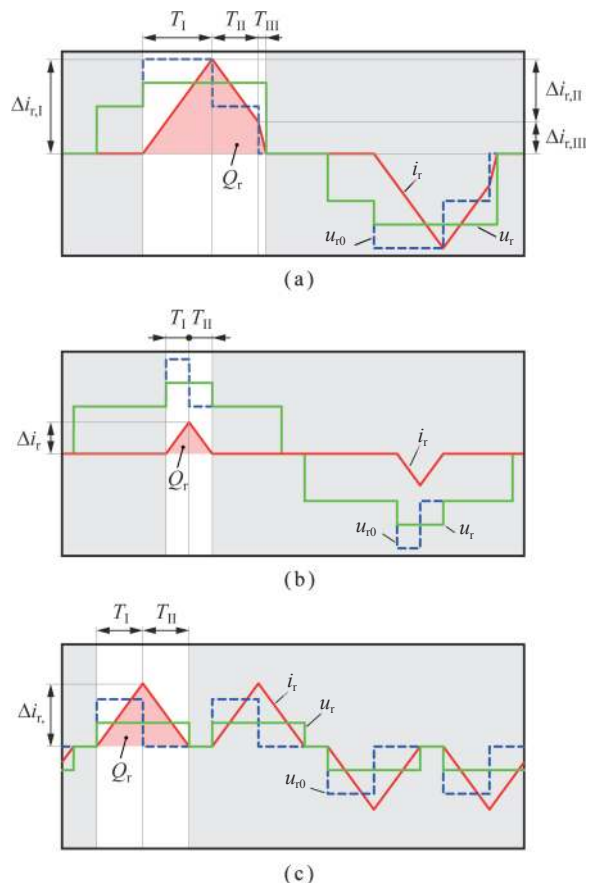 T_I T_II T_III
Δi_r,I
Δi_r,II
Δi_r,III
Q_r
i_r
u_r0
u_r
(a)
T_I T_II
Δi_r
Q_r
i_r
u_r0
u_r
(b)
T_I T_II
Δi_r,
Q_r
i_r
u_r
u_r0
(c)